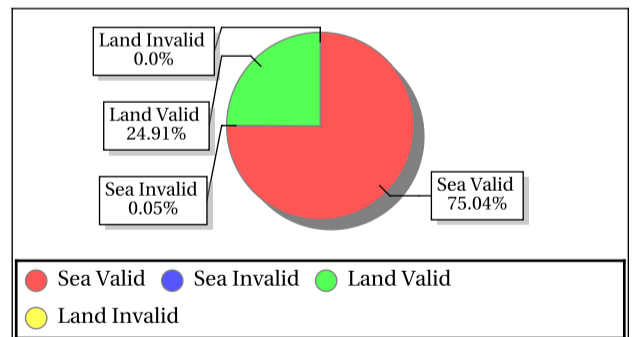 Land Invalid
0.0%
Land Valid
24.91%
Sea Invalid
0.05%
Sea Valid
75.04%
Sea Valid Sea Invalid Land Valid
Land Invalid